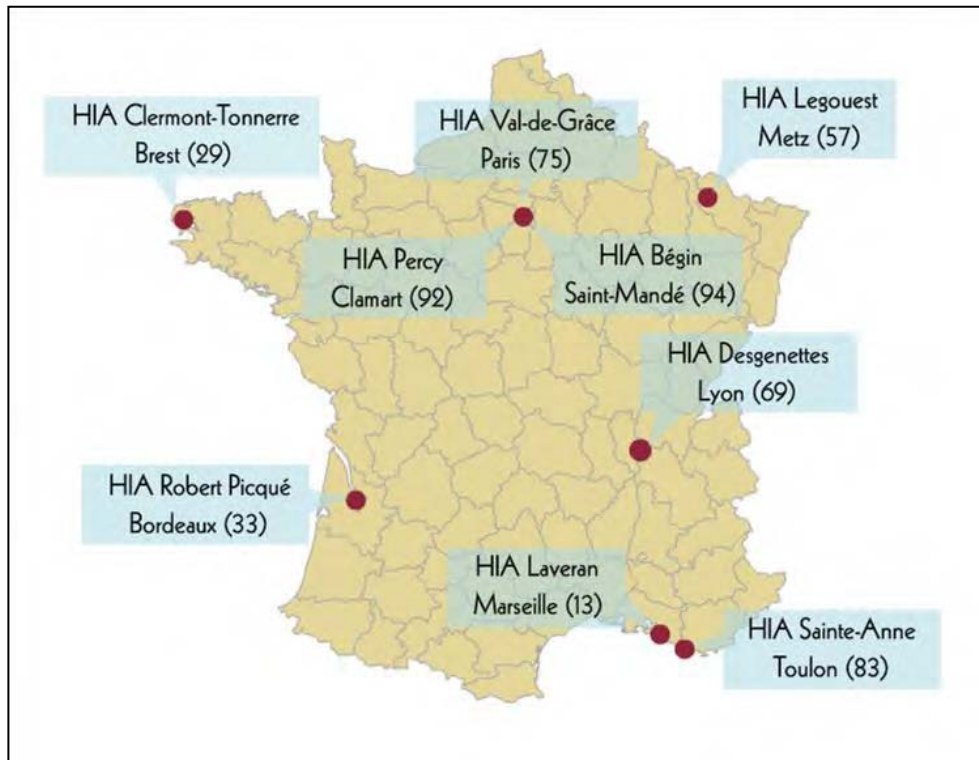 HIA Clermont-Tonnerre
Brest (29)
HIA Val-de-Grâce
Paris (75)
HIA Legouest
Metz (57)
HIA Percy
Clamart (92)
HIA Bégin
Saint-Mandé (94)
HIA Desgenettes
Lyon (69)
HIA Robert Picqué
Bordeaux (33)
HIA Laveran
Marseille (13)
HIA Sainte-Anne
Toulon (83)